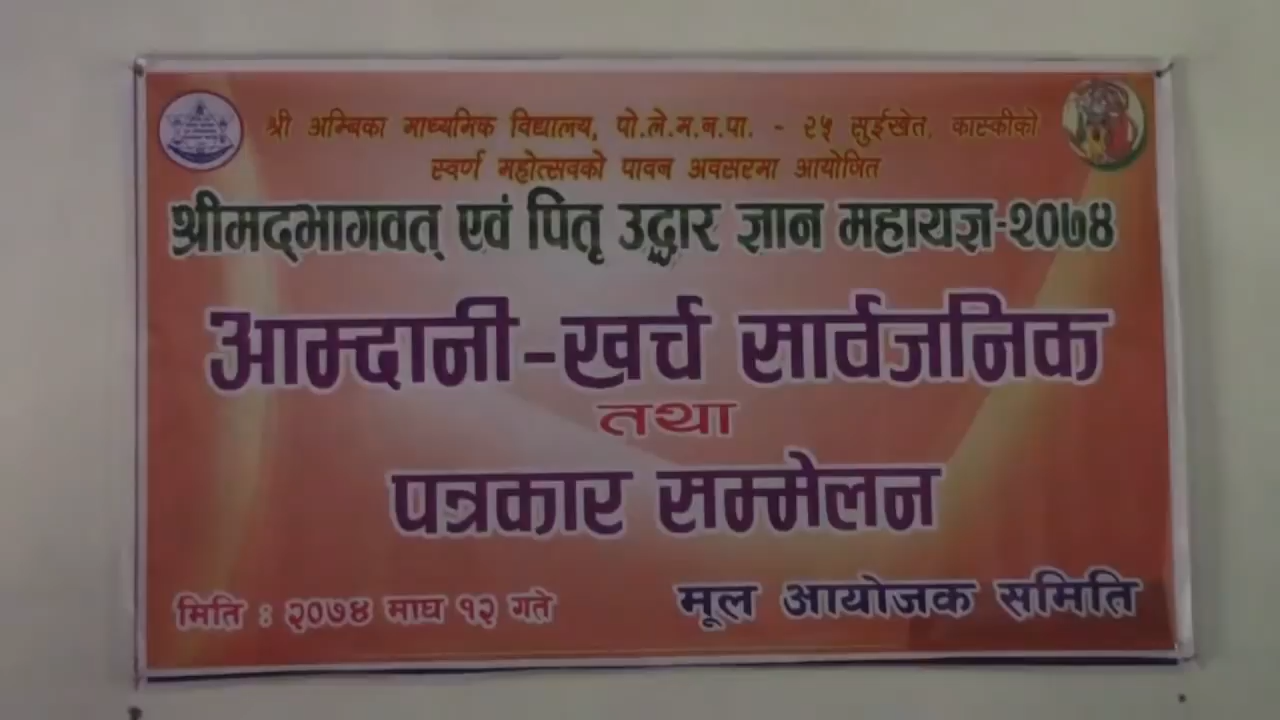 श्री अम्बिका माध्यमिक विद्यालय, पो.ले.म.न.पा. - २५ सुईखेत, कास्कीको
स्वर्ण महोत्सवको पावन अवसरमा आयोजित
श्रीमद्भागवत् एवं पितृ उद्धार ज्ञान महायज्ञ-२०७४
आम्दानी-खर्च सार्वजनिक
तथा
पत्रकार सम्मेलन
मिति : २०७४ माघ १२ गते
मूल आयोजक समिति